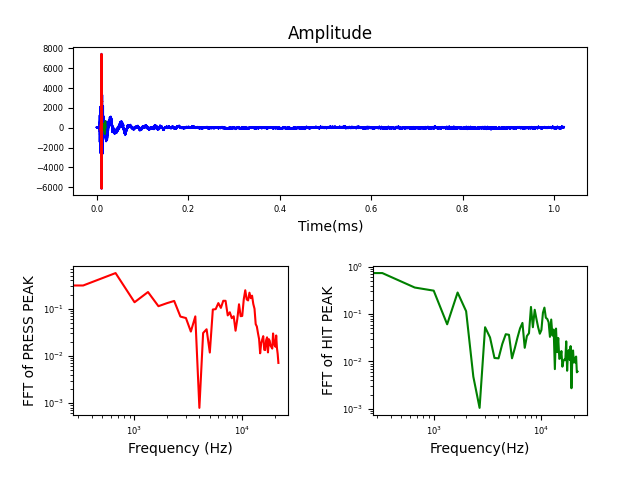 Amplitude
8000
6000
4000
2000
0
−2000
−4000
−6000
0.0 0.2 0.4 0.6 0.8 1.0
Time(ms)
FFT of PRESS PEAK
10⁻¹
10⁻²
10⁻³
10³ 10⁴
Frequency (Hz)
FFT of HIT PEAK
10⁰
10⁻¹
10⁻²
10⁻³
10³ 10⁴
Frequency(Hz)